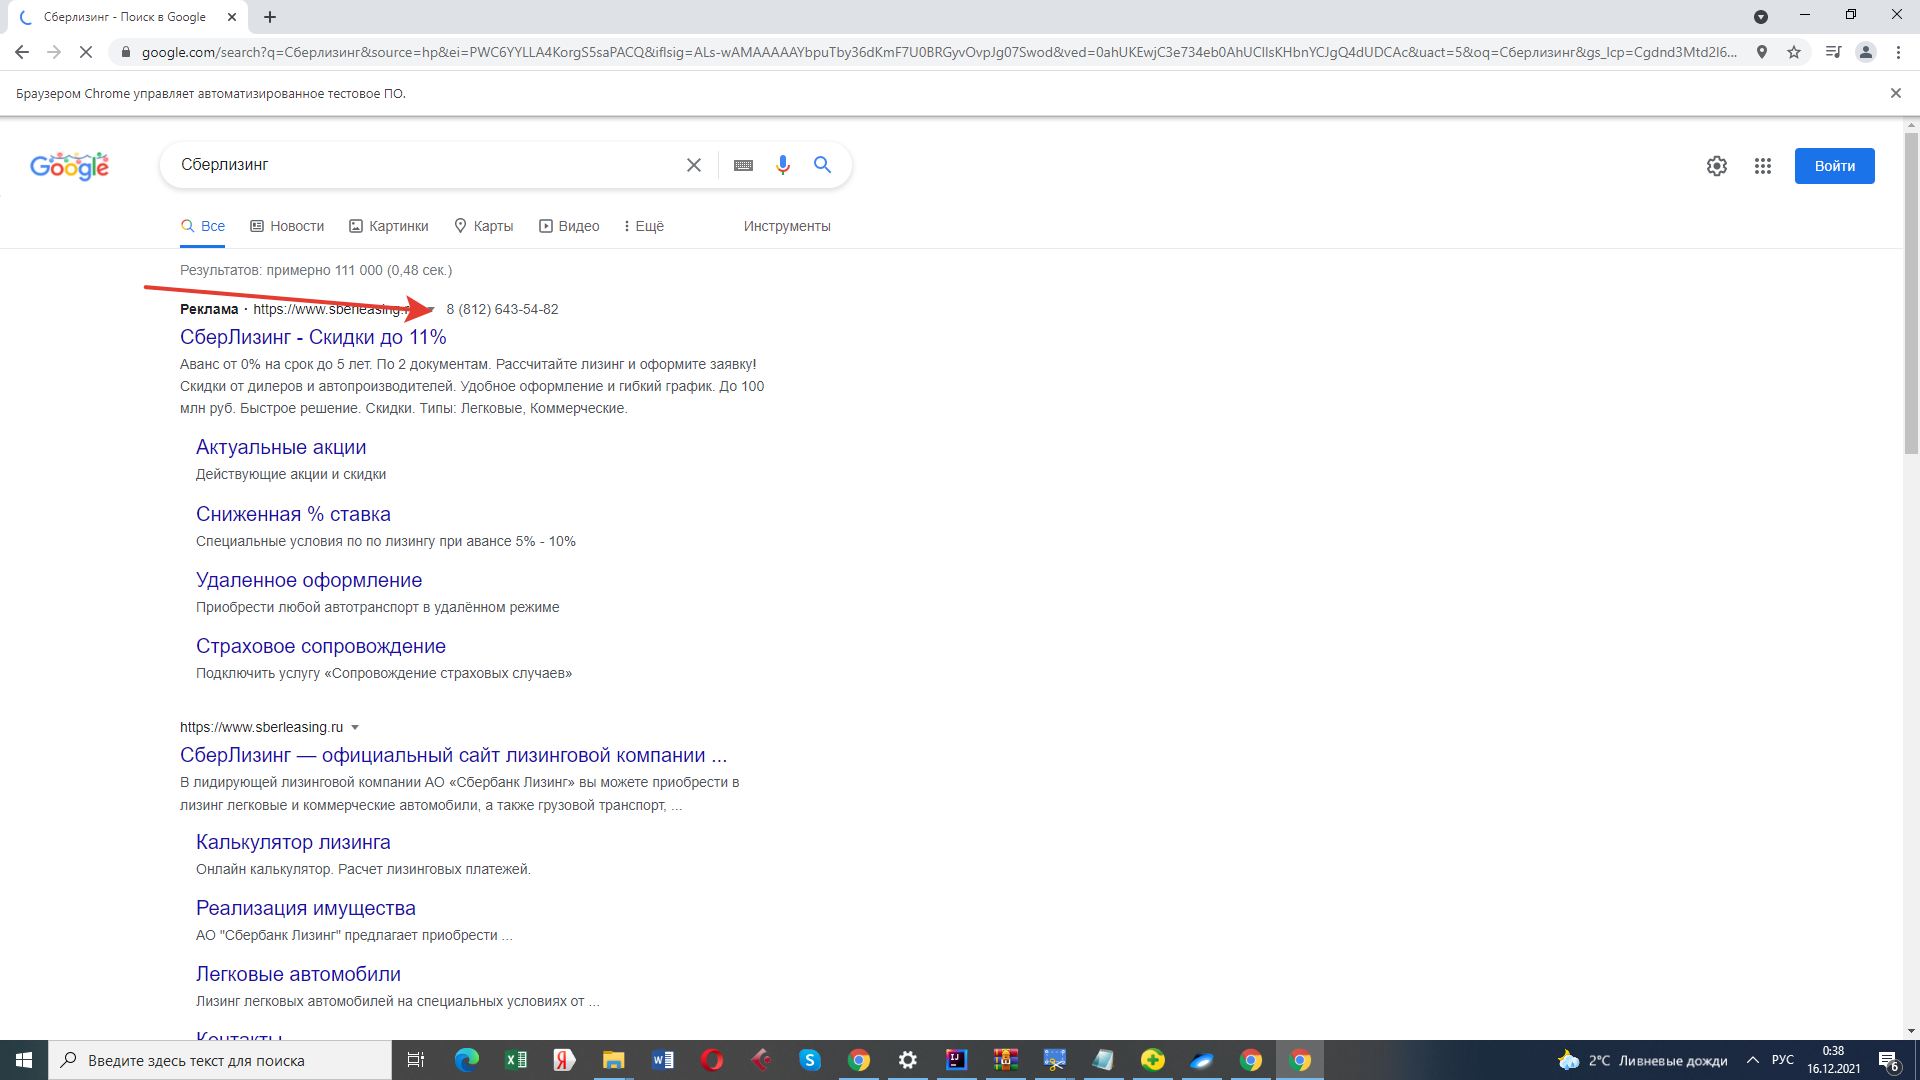 Сберлизинг - Поиск в Google
google.com/search?q=Сберлизинг&source=hp&ei=PWC6YYLLA4KorgS5saPACQ&iflsig=ALs-wAMAAAAAYbpuTby36dKmF7U0BRGyvOvpJg07Swod&ved=0ahUKEwjC3e734eb0AhUCllsKHbnYCJgQ4dUDCAc&uact=5&oq=Сберлизинг&gs_lcp=Cgdnd3Mtd2l6...
Браузером Chrome управляет автоматизированное тестовое ПО.
Google
Сберлизинг
Войти
Все Новости Картинки Карты Видео Ещё Инструменты
Результатов: примерно 111 000 (0,48 сек.)
Реклама · https://www.sberleasing.r 8 (812) 643-54-82
СберЛизинг - Скидки до 11%
Аванс от 0% на срок до 5 лет. По 2 документам. Рассчитайте лизинг и оформите заявку!
Скидки от дилеров и автопроизводителей. Удобное оформление и гибкий график. До 100
млн руб. Быстрое решение. Скидки. Типы: Легковые, Коммерческие.
Актуальные акции
Действующие акции и скидки
Сниженная % ставка
Специальные условия по по лизингу при авансе 5% - 10%
Удаленное оформление
Приобрести любой автотранспорт в удалённом режиме
Страховое сопровождение
Подключить услугу «Сопровождение страховых случаев»
https://www.sberleasing.ru
СберЛизинг — официальный сайт лизинговой компании ...
В лидирующей лизинговой компании АО «Сбербанк Лизинг» вы можете приобрести в
лизинг легковые и коммерческие автомобили, а также грузовой транспорт, ...
Калькулятор лизинга
Онлайн калькулятор. Расчет лизинговых платежей.
Реализация имущества
АО "Сбербанк Лизинг" предлагает приобрести ...
Легковые автомобили
Лизинг легковых автомобилей на специальных условиях от ...
Контакты
Введите здесь текст для поиска
2°C Ливневые дожди
РУС
0:38
16.12.2021
6